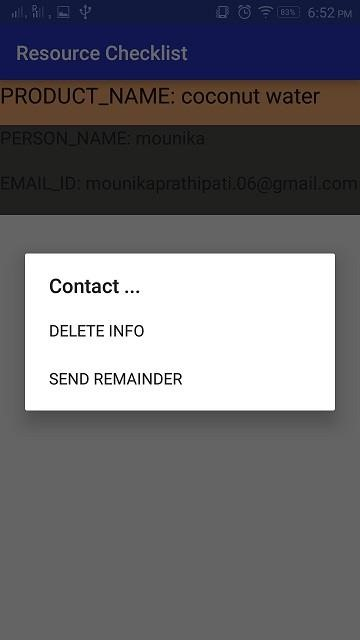 83% 6:52 PM
Resource Checklist
PRODUCT_NAME: coconut water
PERSON_NAME: mounika
EMAIL_ID: mounikaprathipati.06@gmail.com
Contact ...
DELETE INFO
SEND REMAINDER